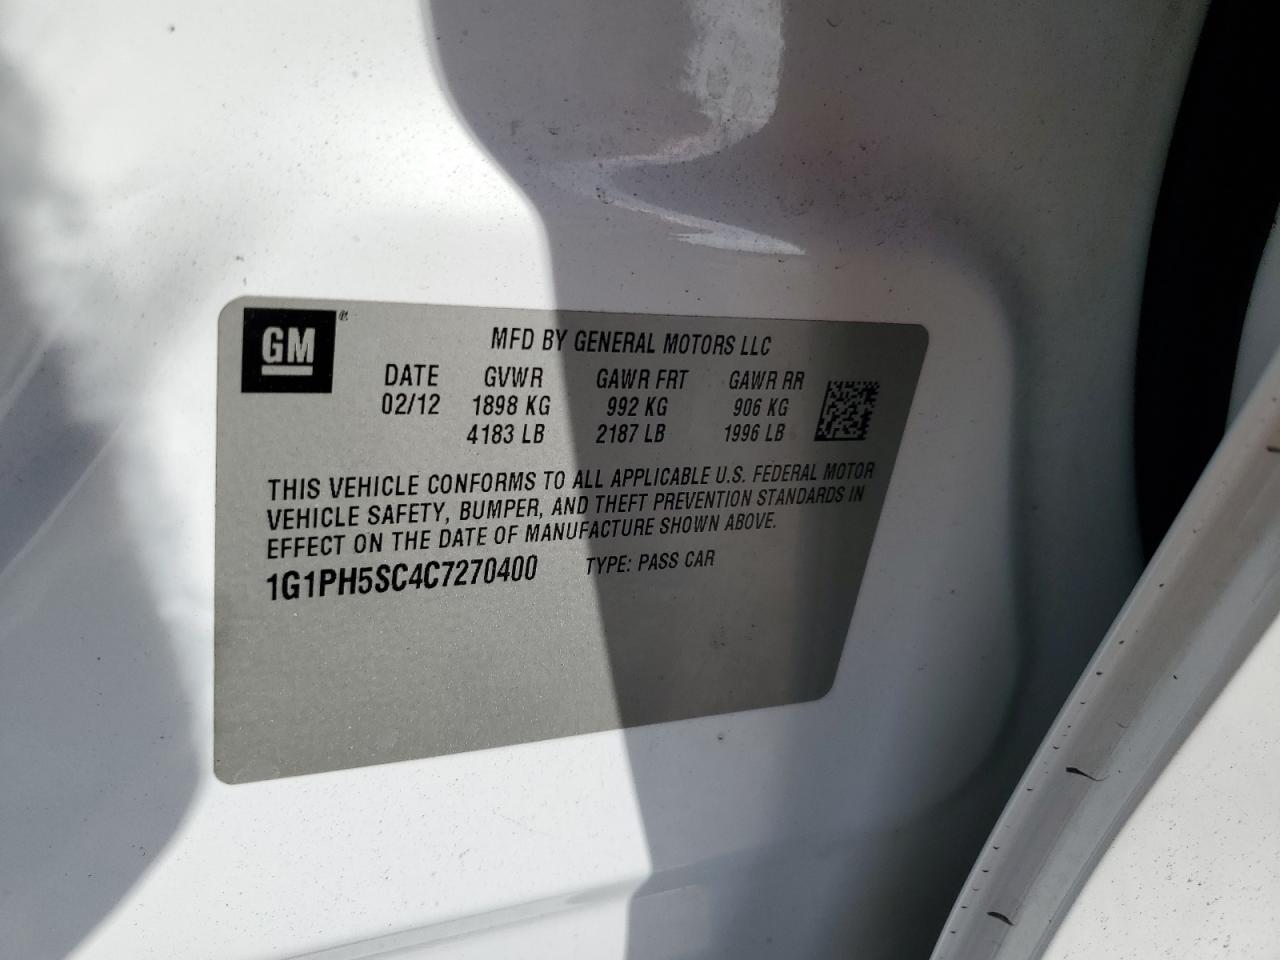 GM
MFD BY GENERAL MOTORS LLC
DATE GVWR GAWR FRT GAWR RR
02/12 1898 KG 992 KG 906 KG
4183 LB 2187 LB 1996 LB
THIS VEHICLE CONFORMS TO ALL APPLICABLE U.S. FEDERAL MOTOR
VEHICLE SAFETY, BUMPER, AND THEFT PREVENTION STANDARDS IN
EFFECT ON THE DATE OF MANUFACTURE SHOWN ABOVE.
1G1PH5SC4C7270400 TYPE: PASS CAR